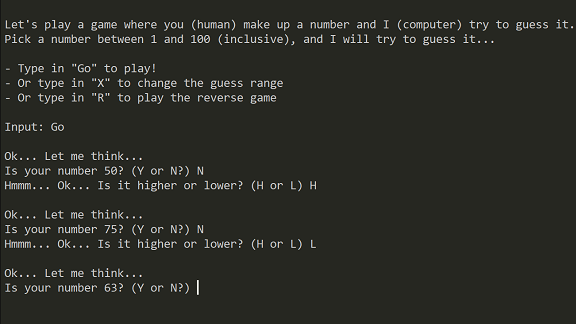 Let's play a game where you (human) make up a number and I (computer) try to guess it.
Pick a number between 1 and 100 (inclusive), and I will try to guess it...
- Type in "Go" to play!
- Or type in "X" to change the guess range
- Or type in "R" to play the reverse game
Input: Go
Ok... Let me think...
Is your number 50? (Y or N?) N
Hmmm... Ok... Is it higher or lower? (H or L) H
Ok... Let me think...
Is your number 75? (Y or N?) N
Hmmm... Ok... Is it higher or lower? (H or L) L
Ok... Let me think...
Is your number 63? (Y or N?)